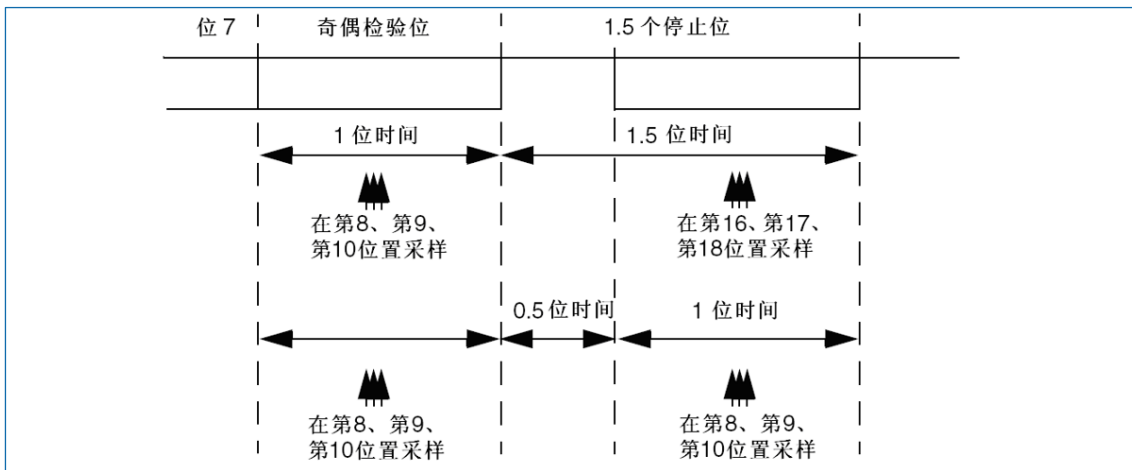 位 7 奇偶检验位 1.5 个停止位
1 位时间 1.5 位时间
在第8、第9、
第10位置采样
在第16、第17、
第18位置采样
0.5 位时间 1 位时间
在第8、第9、
第10位置采样
在第8、第9、
第10位置采样